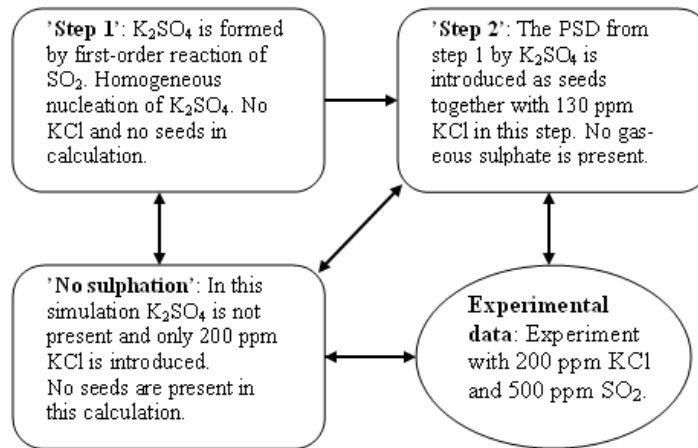 ’Step 1’: K₂SO₄ is formed
by first-order reaction of
SO₂. Homogeneous
nucleation of K₂SO₄. No
KCl and no seeds in
calculation.
’Step 2’: The PSD from
step 1 by K₂SO₄ is
introduced as seeds
together with 130 ppm
KCl in this step. No gas-
eous sulphate is present.
’No sulphation’: In this
simulation K₂SO₄ is not
present and only 200 ppm
KCl is introduced.
No seeds are present in
this calculation.
Experimental
data: Experiment
with 200 ppm KCl
and 500 ppm SO₂.